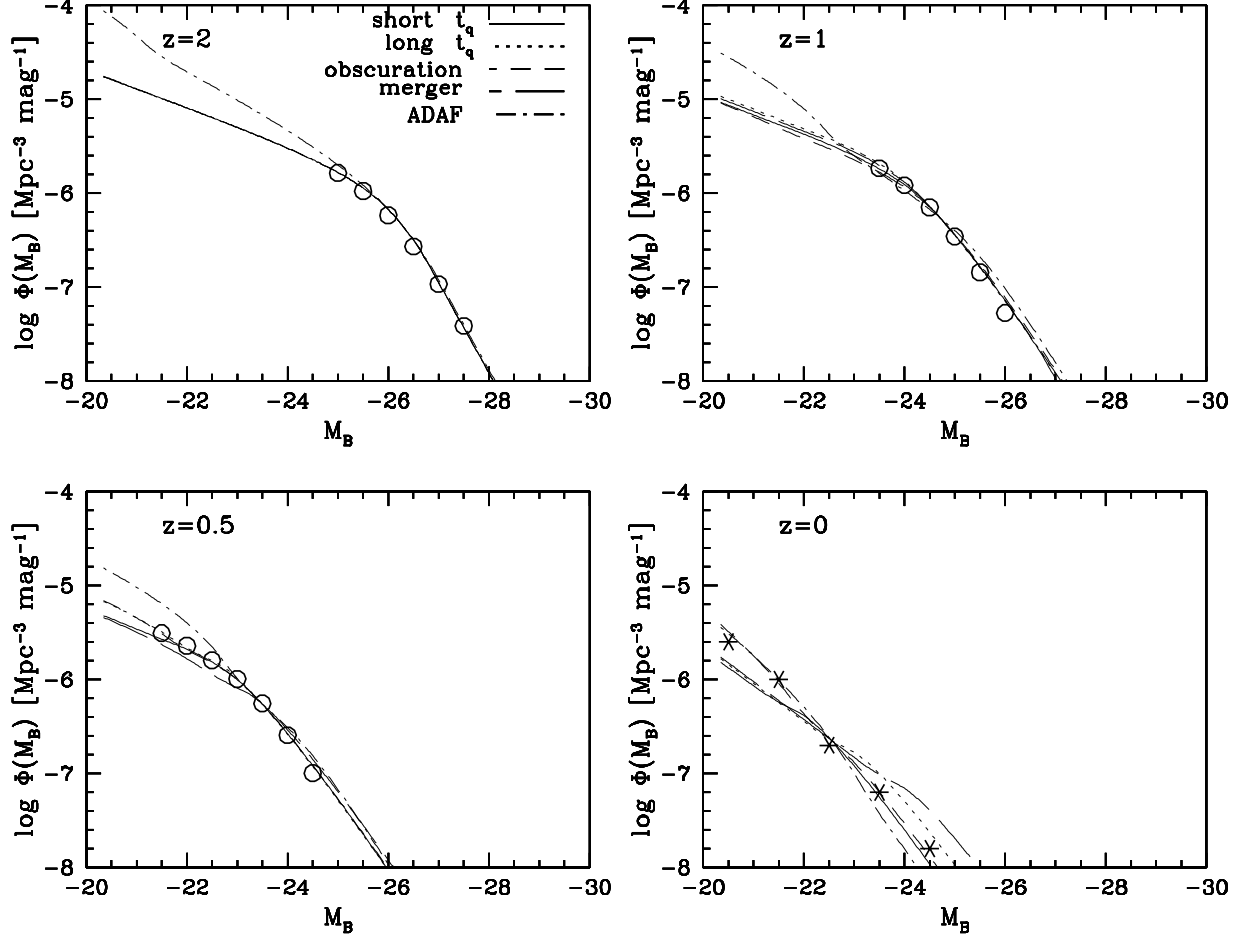 z=2
short t_q
long t_q
obscuration
merger
ADAF
-4
-5
-6
-7
-8
-20 -22 -24 -26 -28 -30
log Φ(M_B) [Mpc⁻³ mag⁻¹]
M_B
z=1
-4
-5
-6
-7
-8
-20 -22 -24 -26 -28 -30
log Φ(M_B) [Mpc⁻³ mag⁻¹]
M_B
z=0.5
-4
-5
-6
-7
-8
-20 -22 -24 -26 -28 -30
log Φ(M_B) [Mpc⁻³ mag⁻¹]
M_B
z=0
-4
-5
-6
-7
-8
-20 -22 -24 -26 -28 -30
log Φ(M_B) [Mpc⁻³ mag⁻¹]
M_B